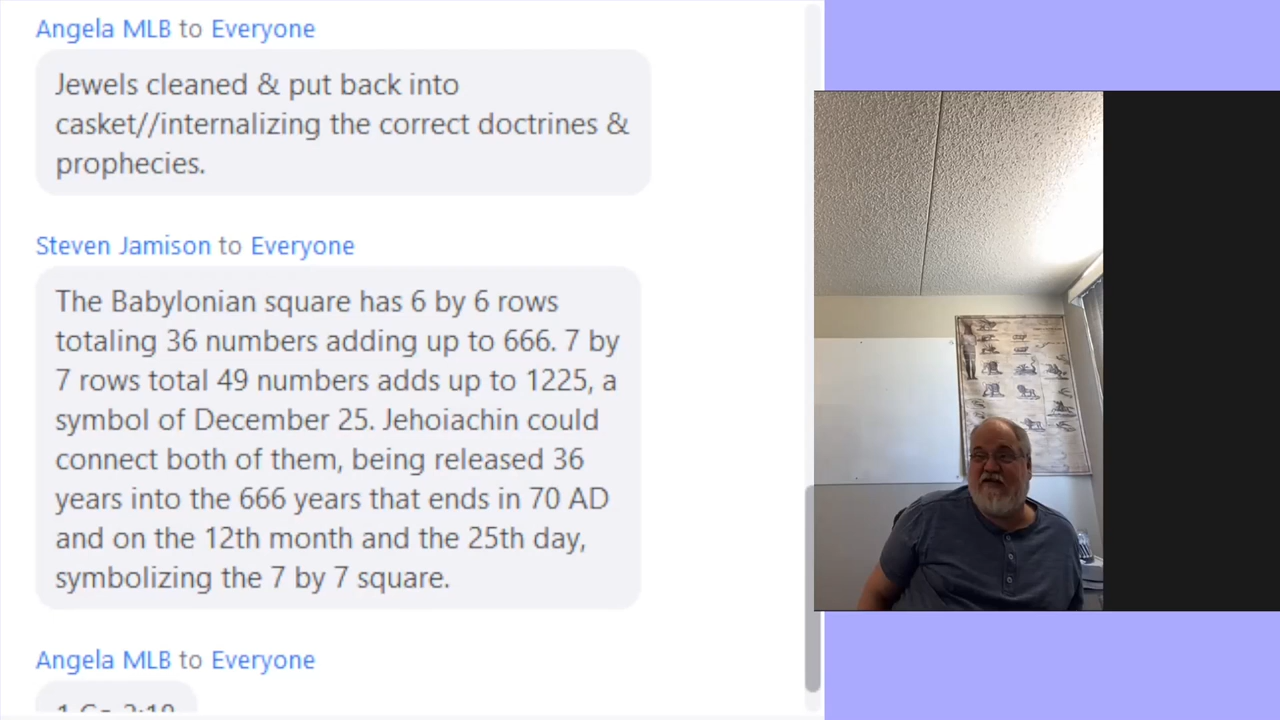 Angela MLB to Everyone
Jewels cleaned & put back into
casket//internalizing the correct doctrines &
prophecies.
Steven Jamison to Everyone
The Babylonian square has 6 by 6 rows
totaling 36 numbers adding up to 666. 7 by
7 rows total 49 numbers adds up to 1225, a
symbol of December 25. Jehoiachin could
connect both of them, being released 36
years into the 666 years that ends in 70 AD
and on the 12th month and the 25th day,
symbolizing the 7 by 7 square.
Angela MLB to Everyone